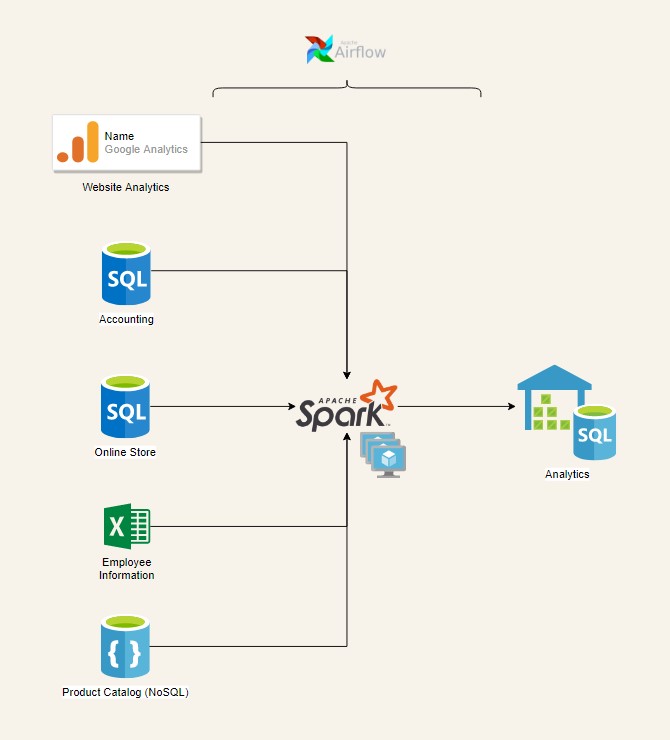 Apache
Airflow
Name
Google Analytics
Website Analytics
SQL
Accounting
SQL
Online Store
APACHE
Spark™
SQL
Analytics
X
Employee
Information
{ }
Product Catalog (NoSQL)